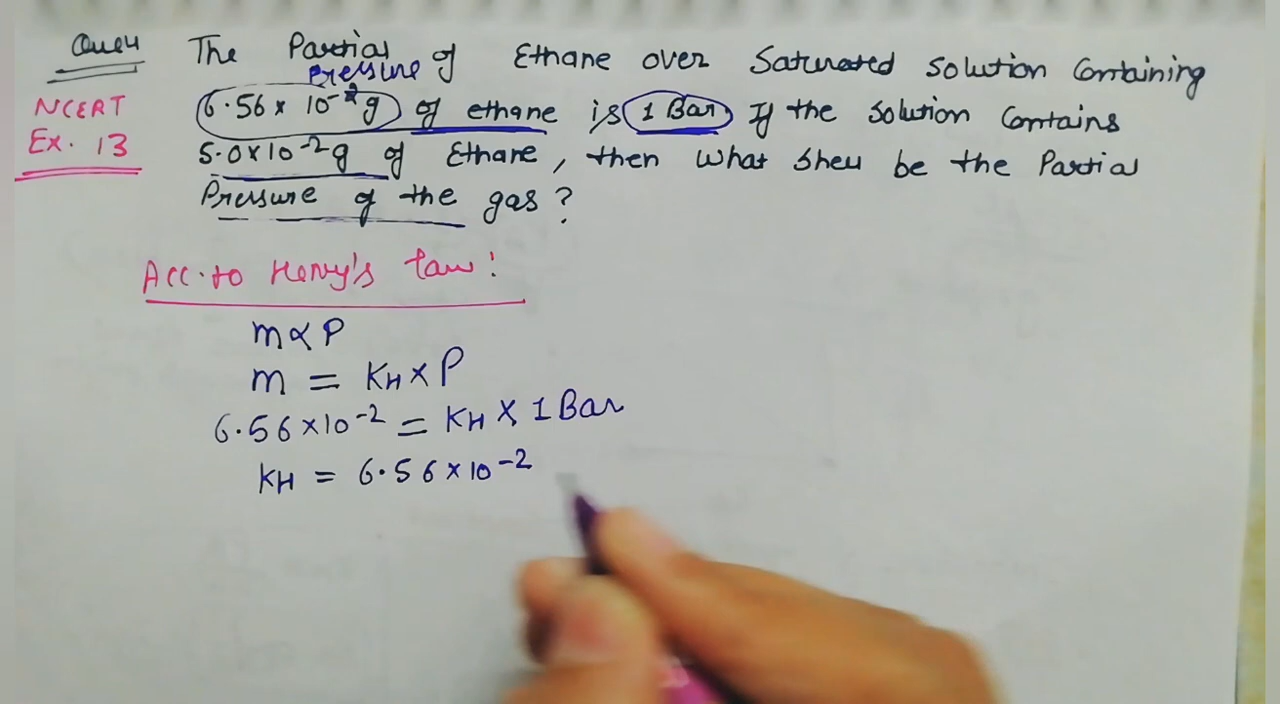 Ques The Partial Pressure of Ethane over Saturated Solution Containing
NCERT 6.56 x 10-2g of ethane is 1 Bar If the Solution Contains
Ex. 13 5.0x10-2g of Ethane, then what shell be the Partial
Pressure of the gas?
Acc. to Henry's law:
m ∝ P
m = KH x P
6.56 x 10-2 = KH x 1 Bar
KH = 6.56 x 10-2